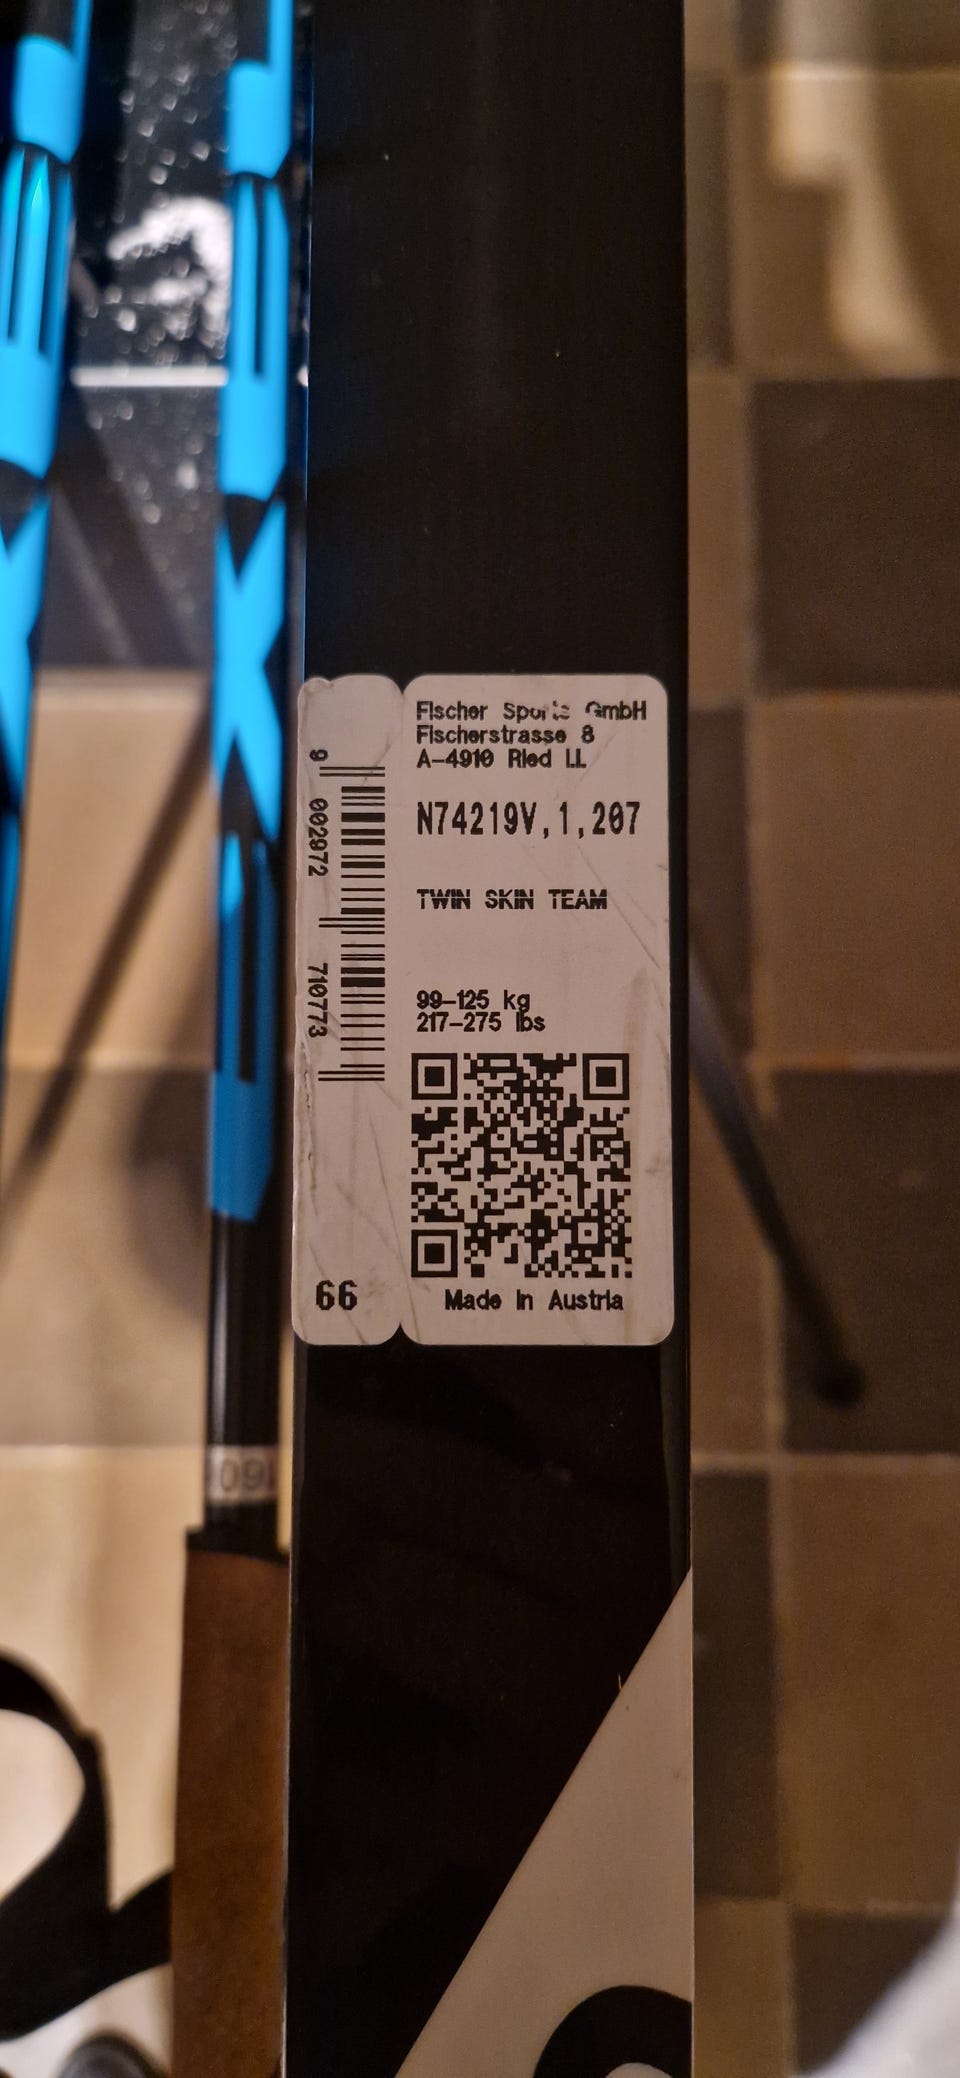 Fischer Sports GmbH
Fischerstrasse 8
A-4910 Ried I.I.
N74219V,1,207
TWIN SKIN TEAM
99-125 kg
217-275 lbs
Made in Austria
9 002972 710773
66
09